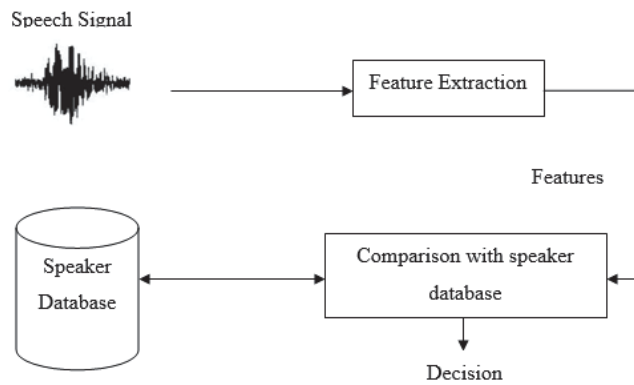 Speech Signal
Feature Extraction
Features
Speaker
Database
Comparison with speaker
database
Decision